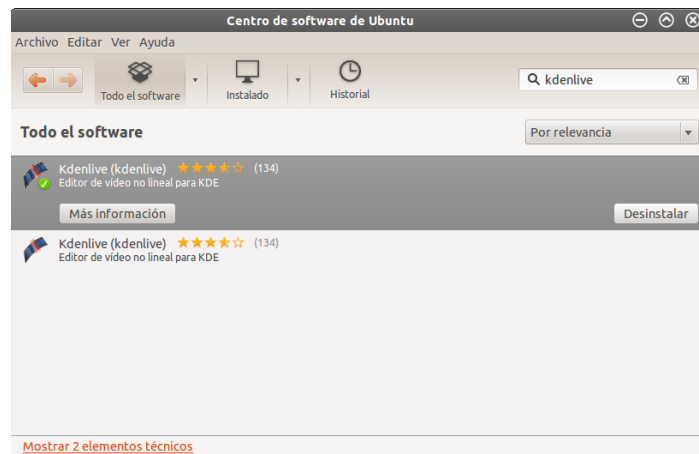 Centro de software de Ubuntu
Archivo Editar Ver Ayuda
Todo el software
Instalado
Historial
kdenlive
Todo el software
Por relevancia
Kdenlive (kdenlive) (134)
Editor de vídeo no lineal para KDE
Más información
Desinstalar
Kdenlive (kdenlive) (134)
Editor de vídeo no lineal para KDE
Mostrar 2 elementos técnicos